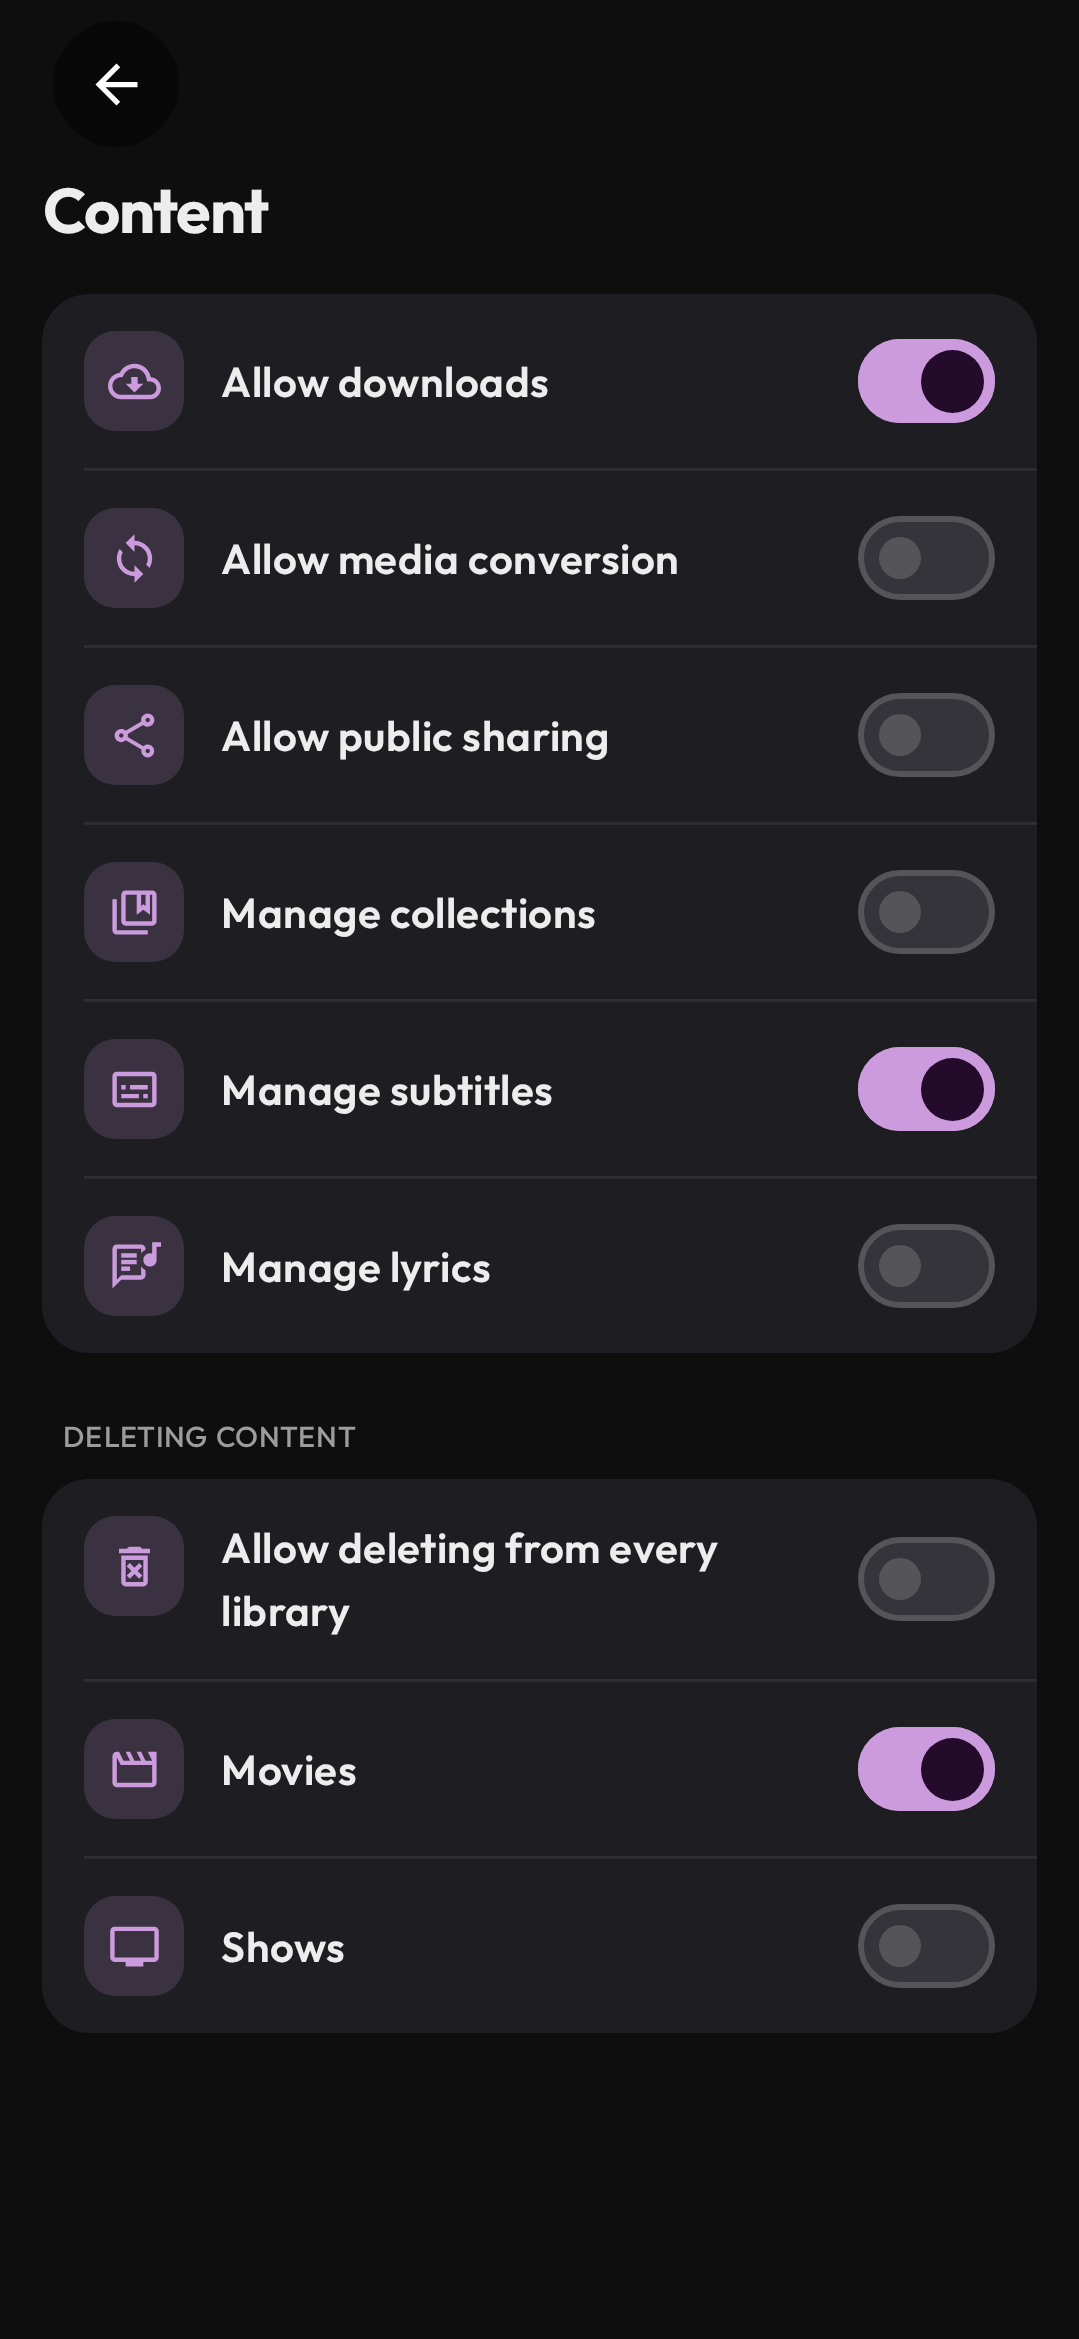 Content
Allow downloads
Allow media conversion
Allow public sharing
Manage collections
Manage subtitles
Manage lyrics
DELETING CONTENT
Allow deleting from every
library
Movies
Shows